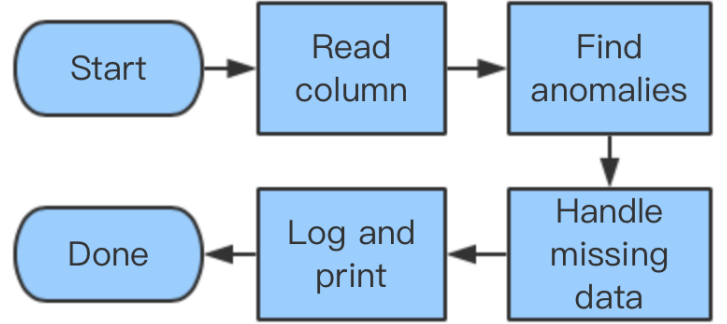 Start
Read
column
Find
anomalies
Handle
missing
data
Log and
print
Done